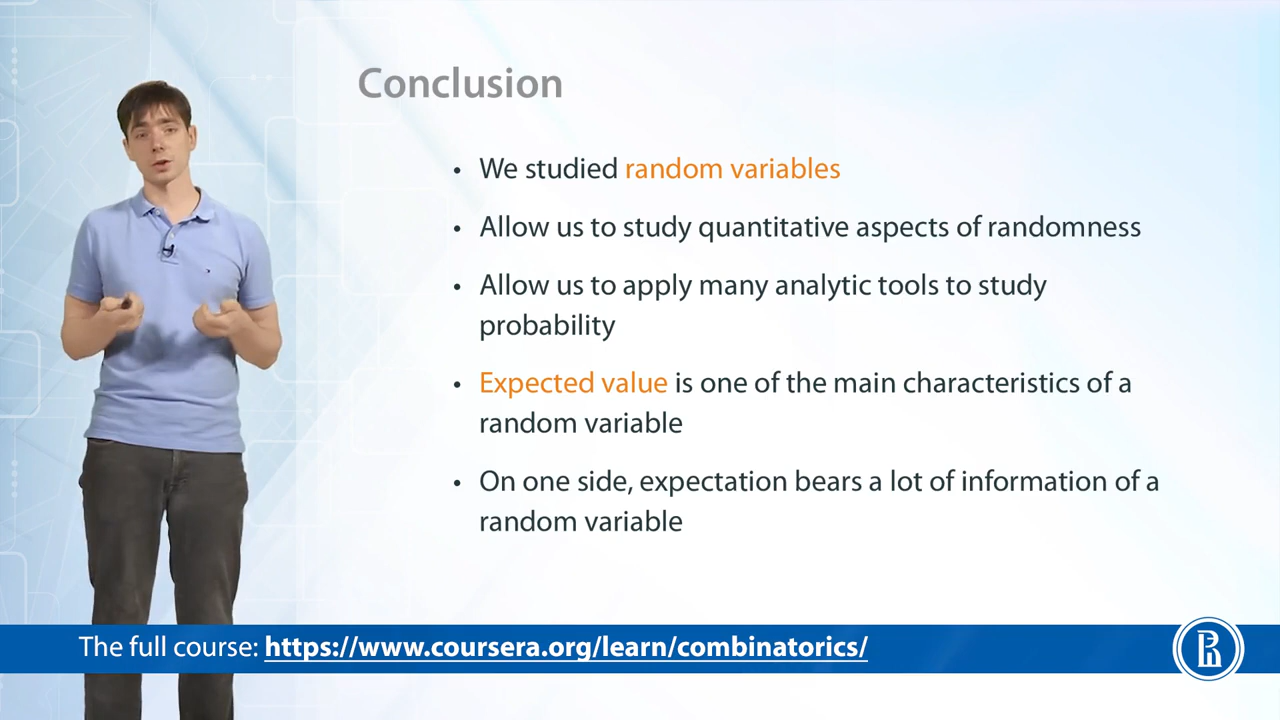 Conclusion
• We studied random variables
• Allow us to study quantitative aspects of randomness
• Allow us to apply many analytic tools to study
probability
• Expected value is one of the main characteristics of a
random variable
• On one side, expectation bears a lot of information of a
random variable
The full course: https://www.coursera.org/learn/combinatorics/